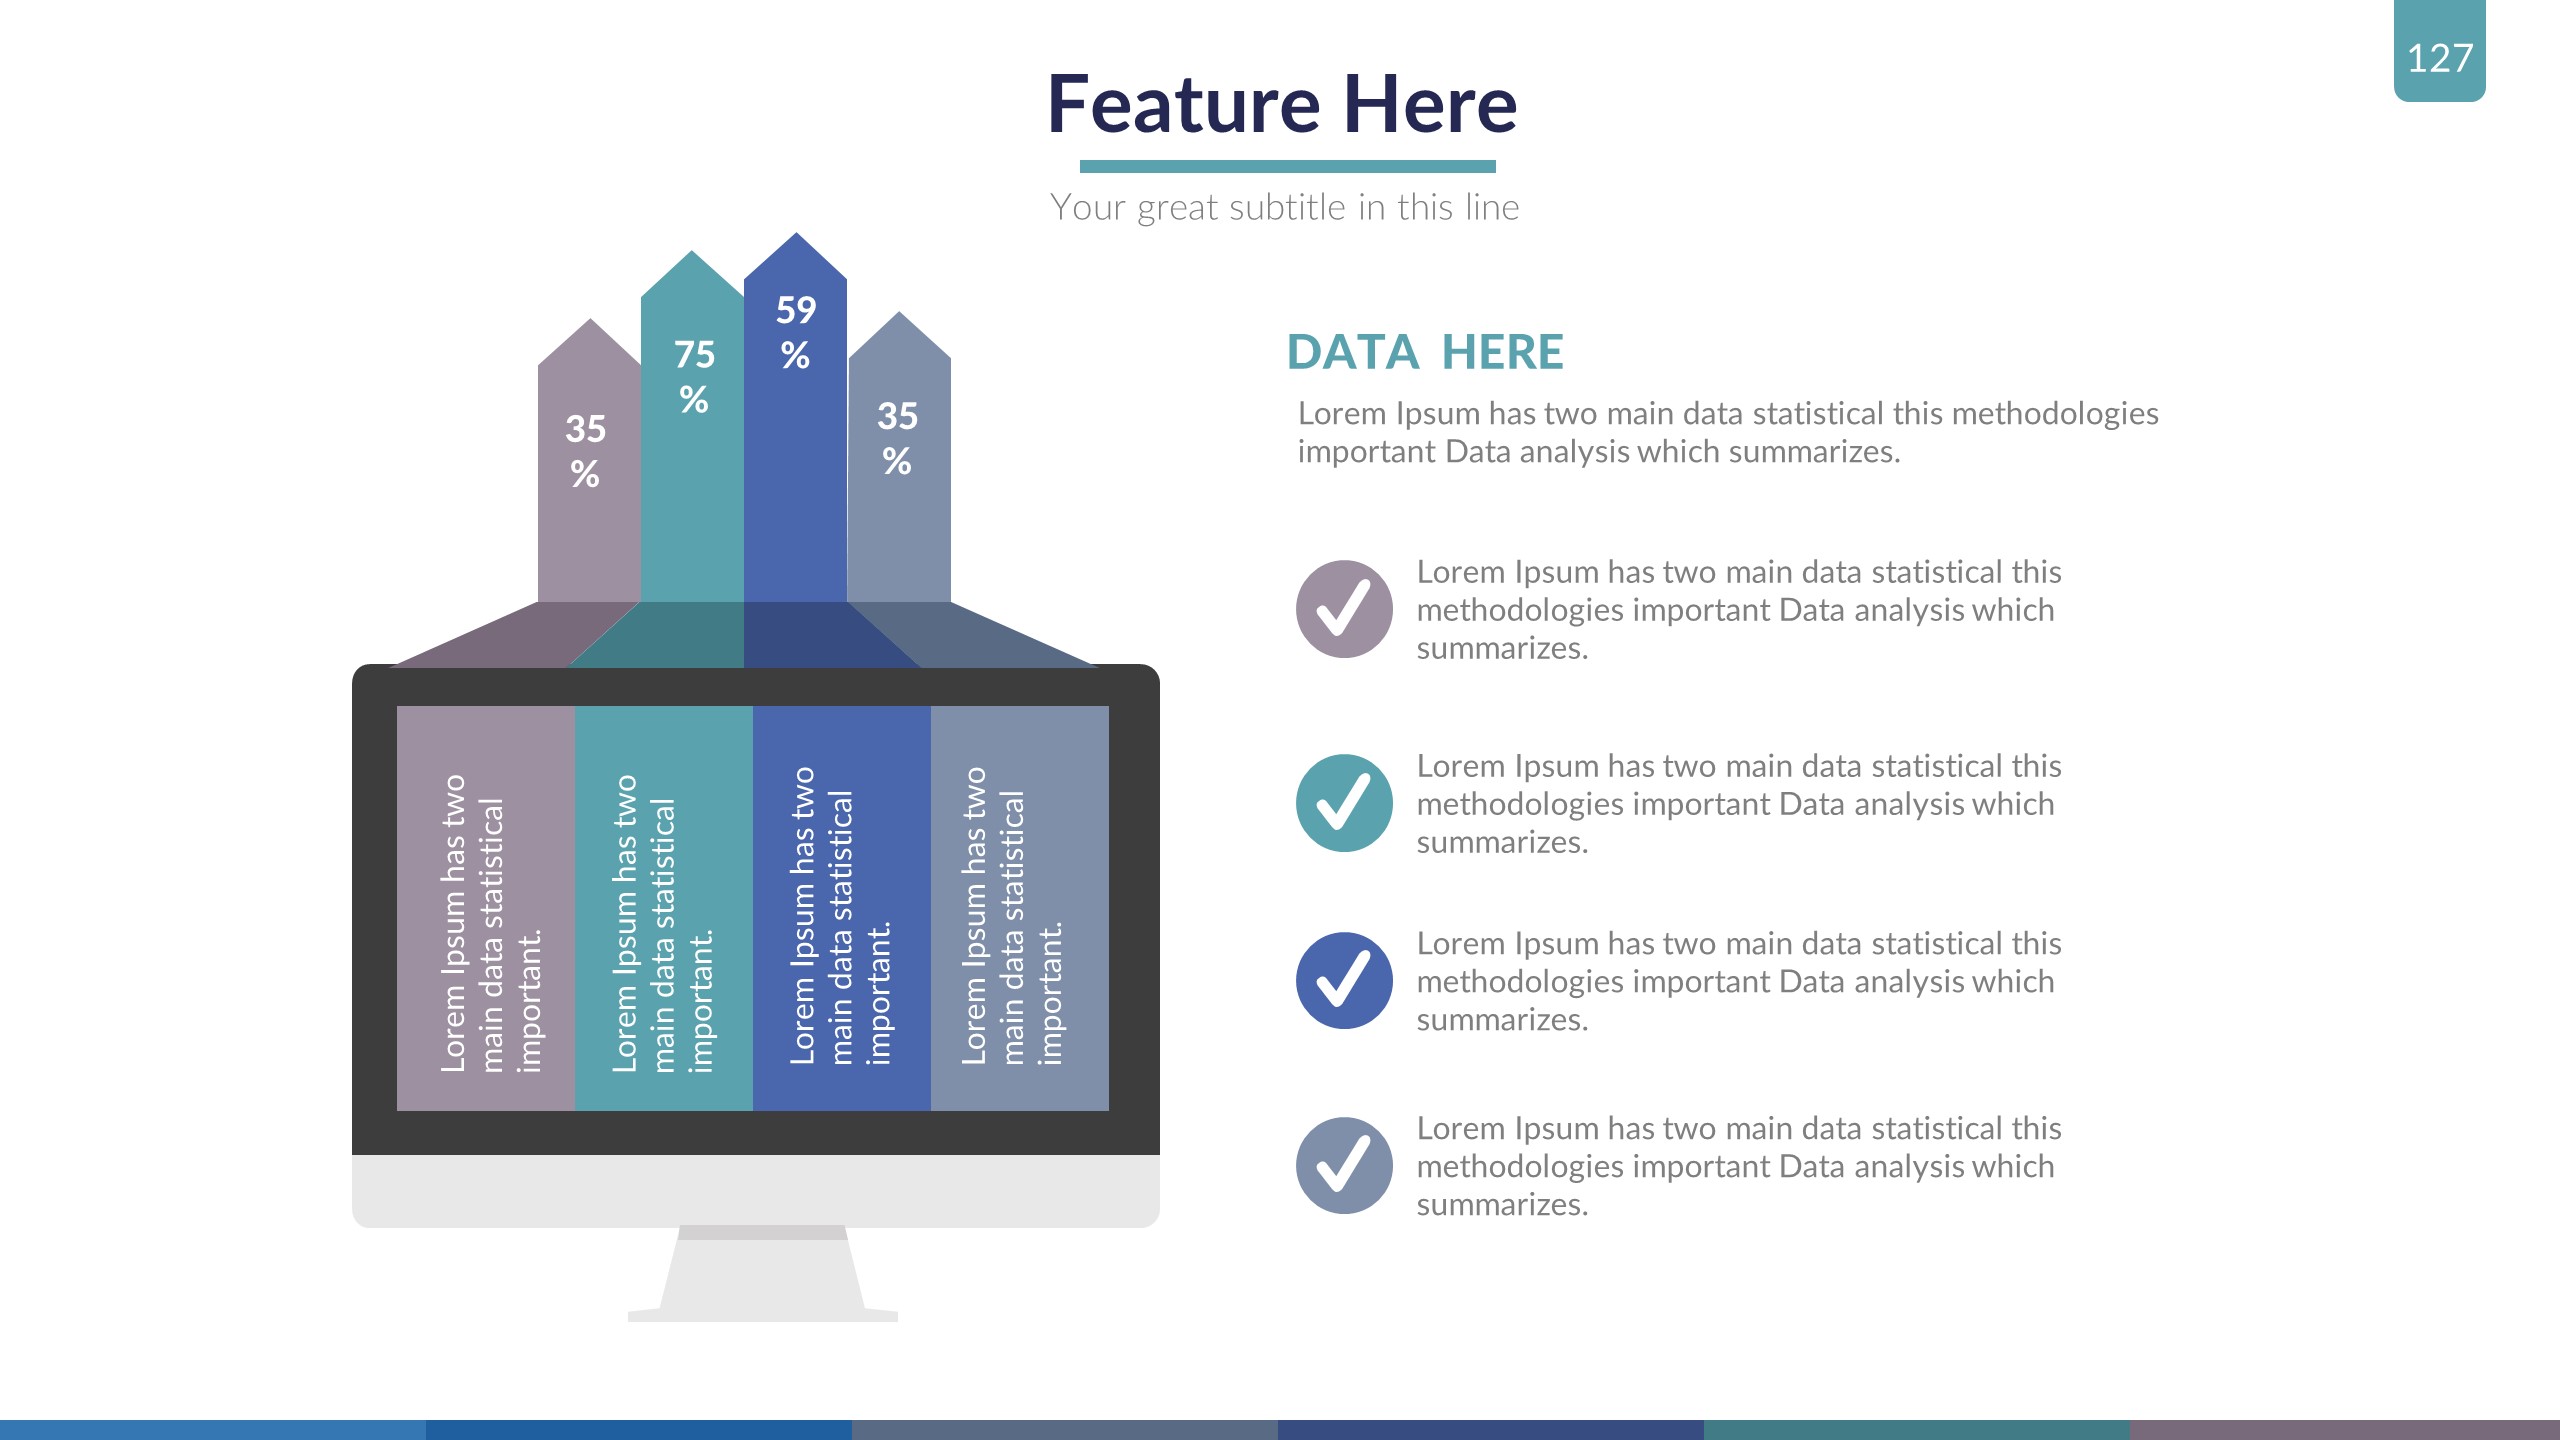 127
Feature Here
Your great subtitle in this line
35
%
75
%
59
%
35
%
Lorem Ipsum has two
main data statistical
important.
Lorem Ipsum has two
main data statistical
important.
Lorem Ipsum has two
main data statistical
important.
Lorem Ipsum has two
main data statistical
important.
DATA HERE
Lorem Ipsum has two main data statistical this methodologies
important Data analysis which summarizes.
Lorem Ipsum has two main data statistical this
methodologies important Data analysis which
summarizes.
Lorem Ipsum has two main data statistical this
methodologies important Data analysis which
summarizes.
Lorem Ipsum has two main data statistical this
methodologies important Data analysis which
summarizes.
Lorem Ipsum has two main data statistical this
methodologies important Data analysis which
summarizes.